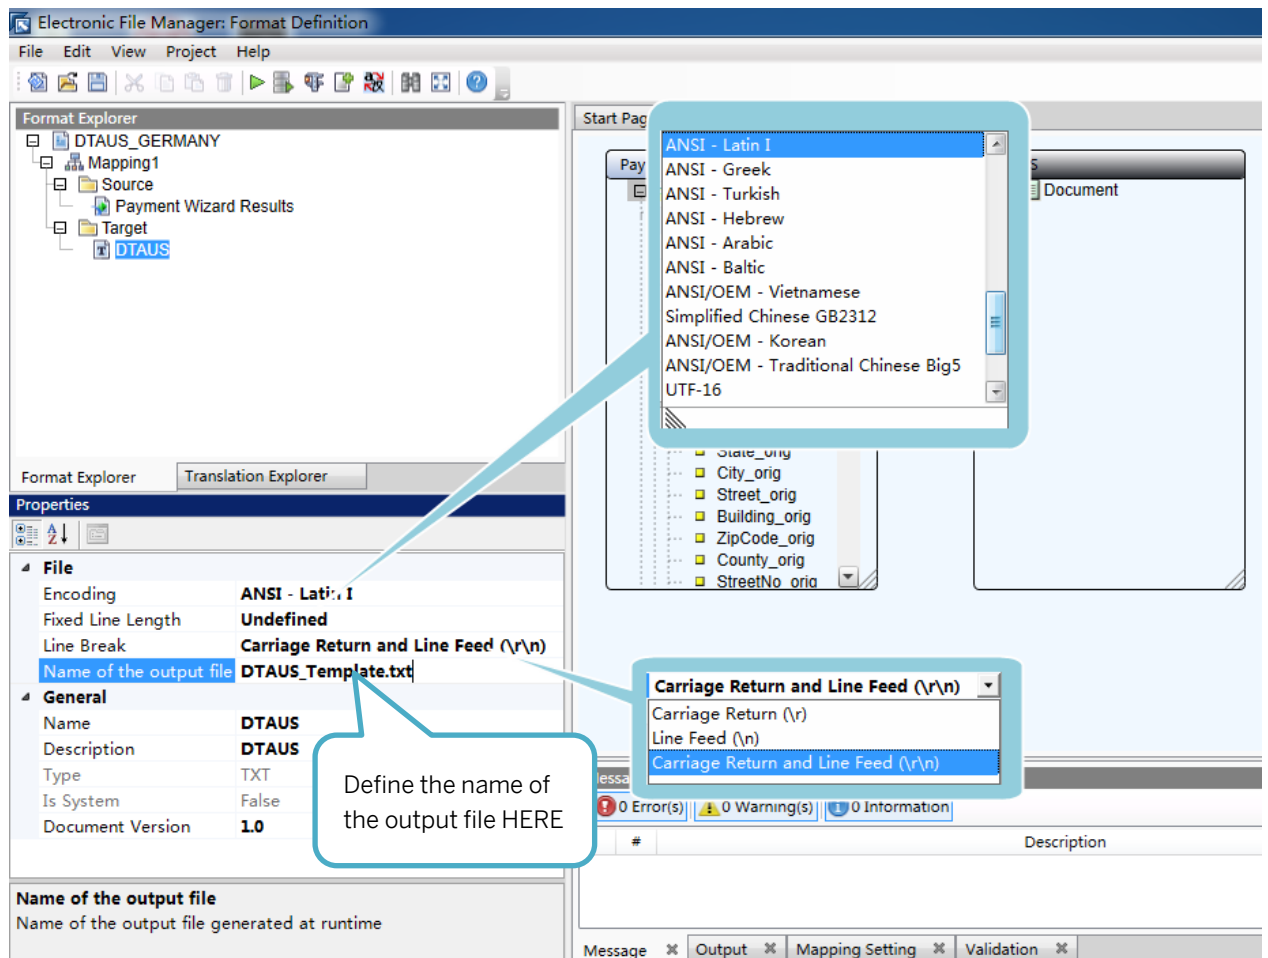 Electronic File Manager: Format Definition
File Edit View Project Help
Format Explorer
DTAUS_GERMANY
Mapping1
Source
Payment Wizard Results
Target
DTAUS
Format Explorer Translation Explorer
Properties
File
Encoding ANSI - Latin I
Fixed Line Length Undefined
Line Break Carriage Return and Line Feed (\r\n)
Name of the output file DTAUS_Template.txt
General
Name DTAUS
Description DTAUS
Type TXT
Is System False
Document Version 1.0
Define the name of
the output file HERE
Name of the output file
Name of the output file generated at runtime
Start Pag
Pay
S
Document
ANSI - Latin I
ANSI - Greek
ANSI - Turkish
ANSI - Hebrew
ANSI - Arabic
ANSI - Baltic
ANSI/OEM - Vietnamese
Simplified Chinese GB2312
ANSI/OEM - Korean
ANSI/OEM - Traditional Chinese Big5
UTF-16
State_orig
City_orig
Street_orig
Building_orig
ZipCode_orig
County_orig
StreetNo_orig
Carriage Return and Line Feed (\r\n)
Carriage Return (\r)
Line Feed (\n)
Carriage Return and Line Feed (\r\n)
0 Error(s) 0 Warning(s) 0 Information
# Description
Message Output Mapping Setting Validation